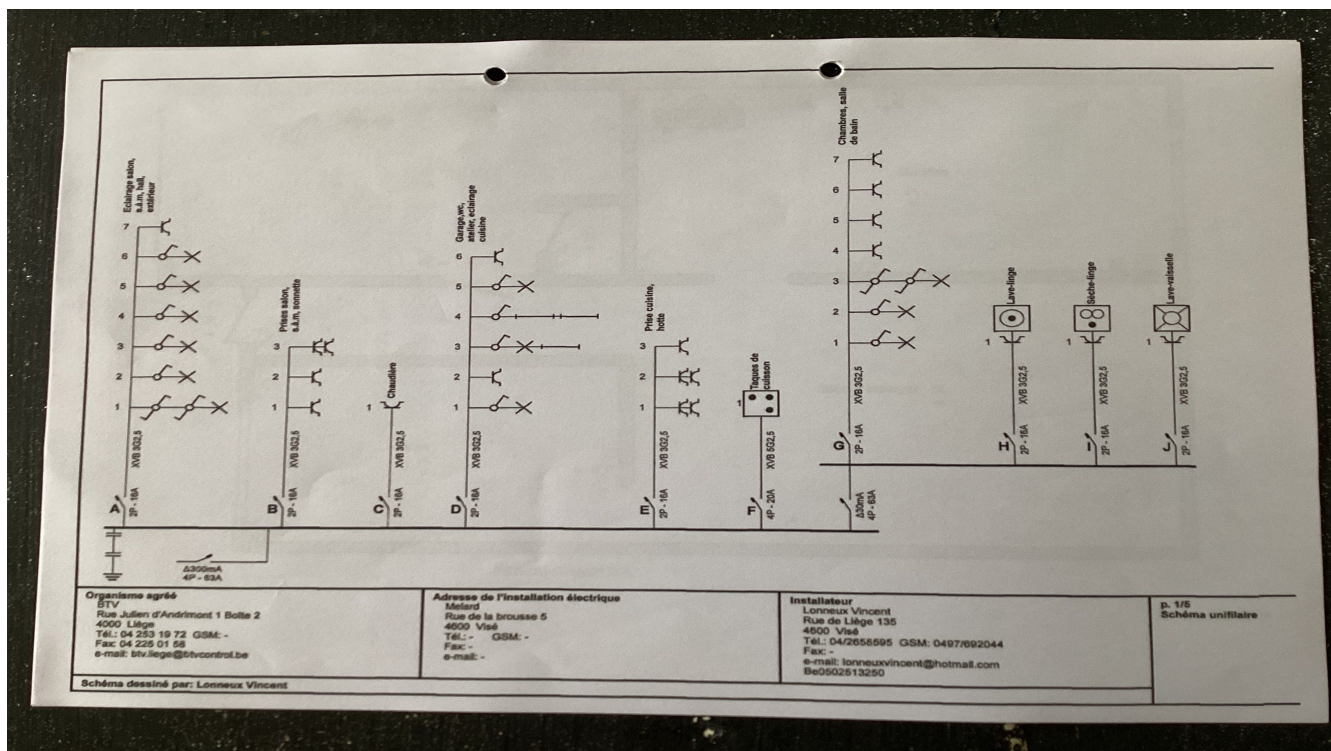 Eclairage salon,
s.à.m, hall,
extérieur
7
6
5
4
3
2
1
XVB 3G2,5
A
2P - 16A
Prises salon,
s.à.m, sonnette
3
2
1
XVB 3G2,5
B
2P - 16A
Chaudière
1
XVB 3G2,5
C
2P - 16A
Garage,wc,
atelier, eclairage
cuisine
6
5
4
3
2
1
XVB 3G2,5
D
2P - 16A
Prise cuisine,
hotte
3
2
1
XVB 3G2,5
E
2P - 16A
Taques de
cuisson
1
XVB 5G2,5
F
4P - 20A
Chambres, salle
de bain
7
6
5
4
3
2
1
XVB 3G2,5
G
2P - 16A
Δ30mA
4P - 63A
Lave-linge
1
XVB 3G2,5
H
2P - 16A
Sèche-linge
1
XVB 3G2,5
I
2P - 16A
Lave-vaisselle
1
XVB 3G2,5
J
2P - 16A
Δ300mA
4P - 63A
Organisme agréé
BTV
Rue Julien d'Andrimont 1 Boîte 2
4000 Liège
Tél.: 04 253 19 72 GSM: -
Fax: 04 225 01 58
e-mail: btv.liege@btvcontrol.be
Adresse de l'installation électrique
Melard
Rue de la brousse 5
4600 Visé
Tél.: - GSM: -
Fax: -
e-mail: -
Installateur
Lonneux Vincent
Rue de Liège 135
4600 Visé
Tél.: 04/2658595 GSM: 0497/692044
Fax: -
e-mail: lonneuxvincent@hotmail.com
Be0502513250
p. 1/5
Schéma unifilaire
Schéma dessiné par: Lonneux Vincent